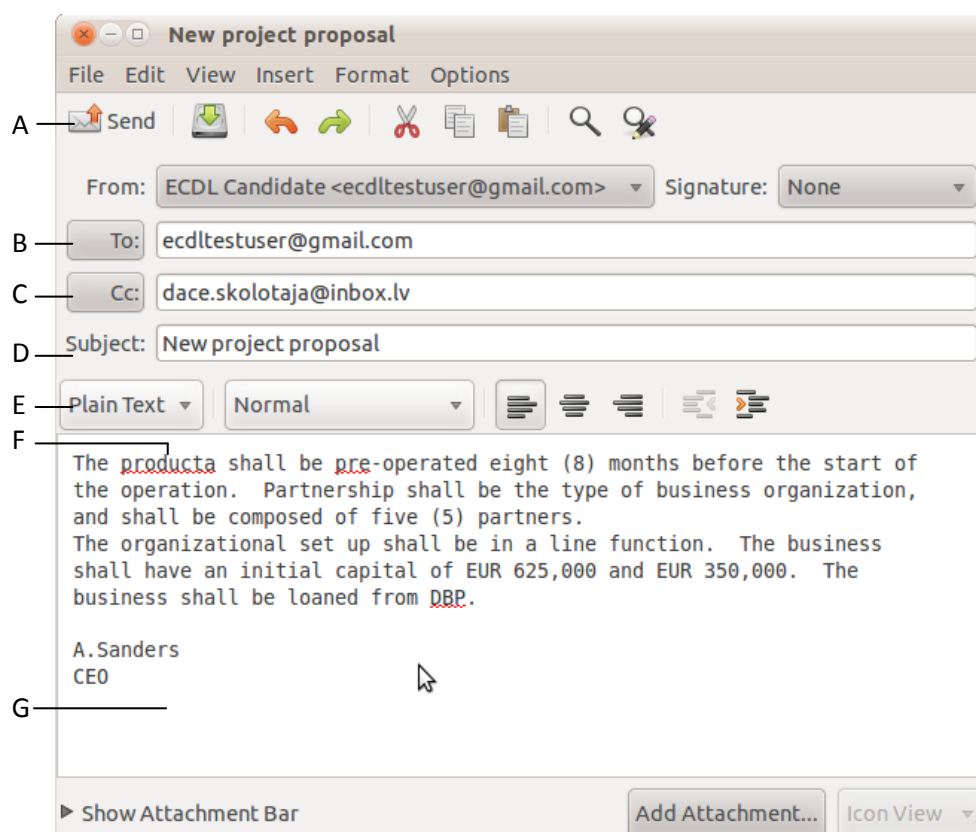 New project proposal
File Edit View Insert Format Options
A Send
From: ECDL Candidate <ecdltestuser@gmail.com> Signature: None
B To: ecdltestuser@gmail.com
C Cc: dace.skolotaja@inbox.lv
D Subject: New project proposal
E Plain Text Normal
F
The producta shall be pre-operated eight (8) months before the start of
the operation.  Partnership shall be the type of business organization,
and shall be composed of five (5) partners.
The organizational set up shall be in a line function.  The business
shall have an initial capital of EUR 625,000 and EUR 350,000.  The
business shall be loaned from DBP.
A.Sanders
CEO
G
Show Attachment Bar Add Attachment... Icon View